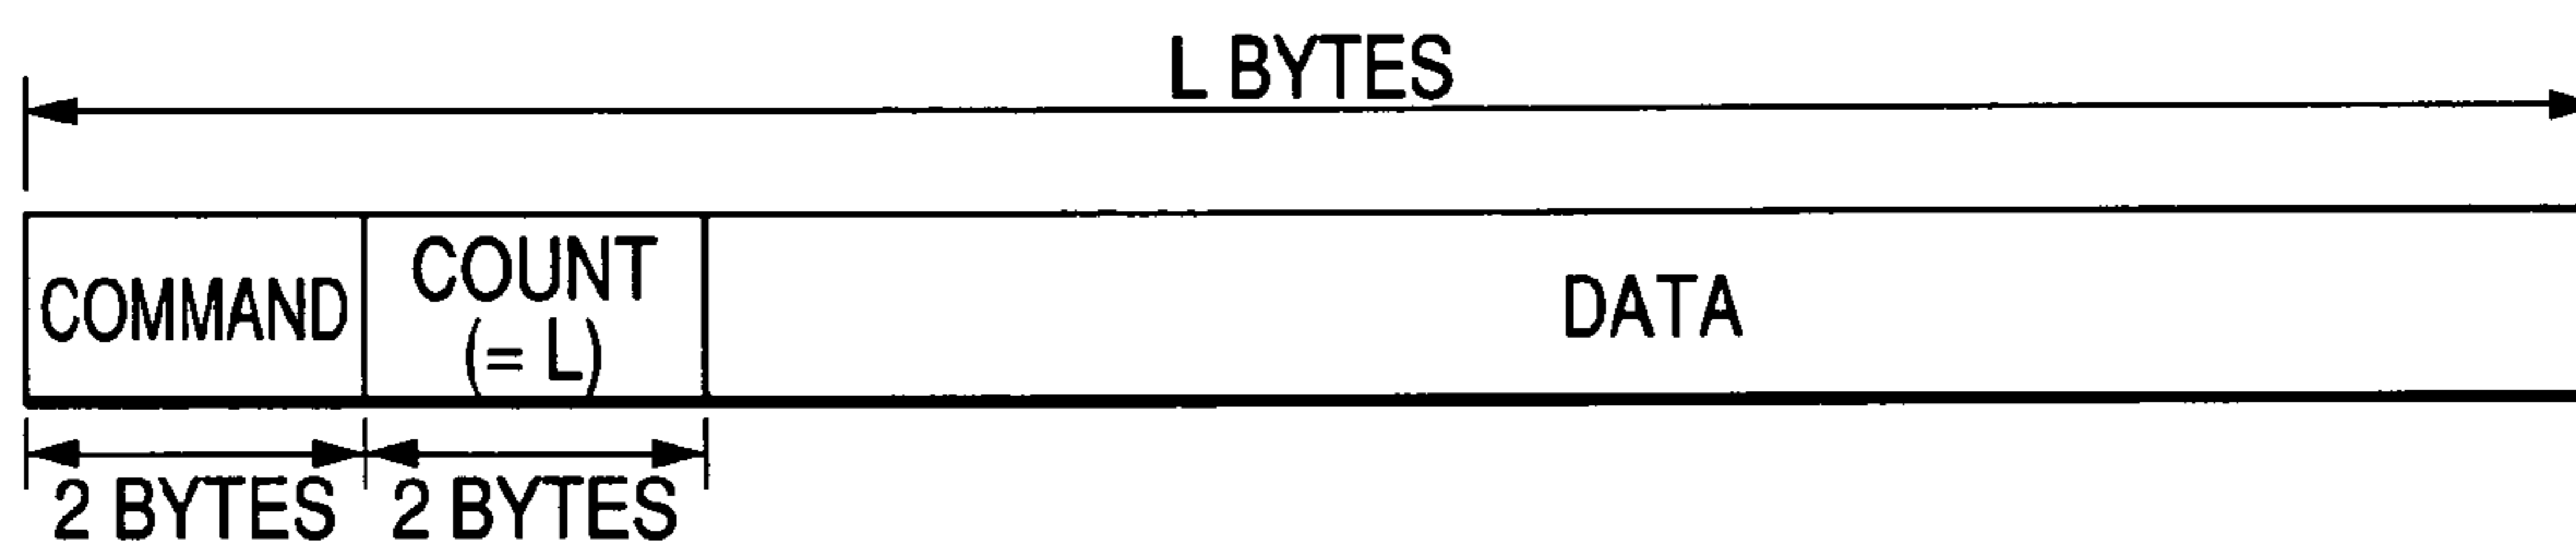 L BYTES
COMMAND
COUNT
(= L)
DATA
2 BYTES
2 BYTES